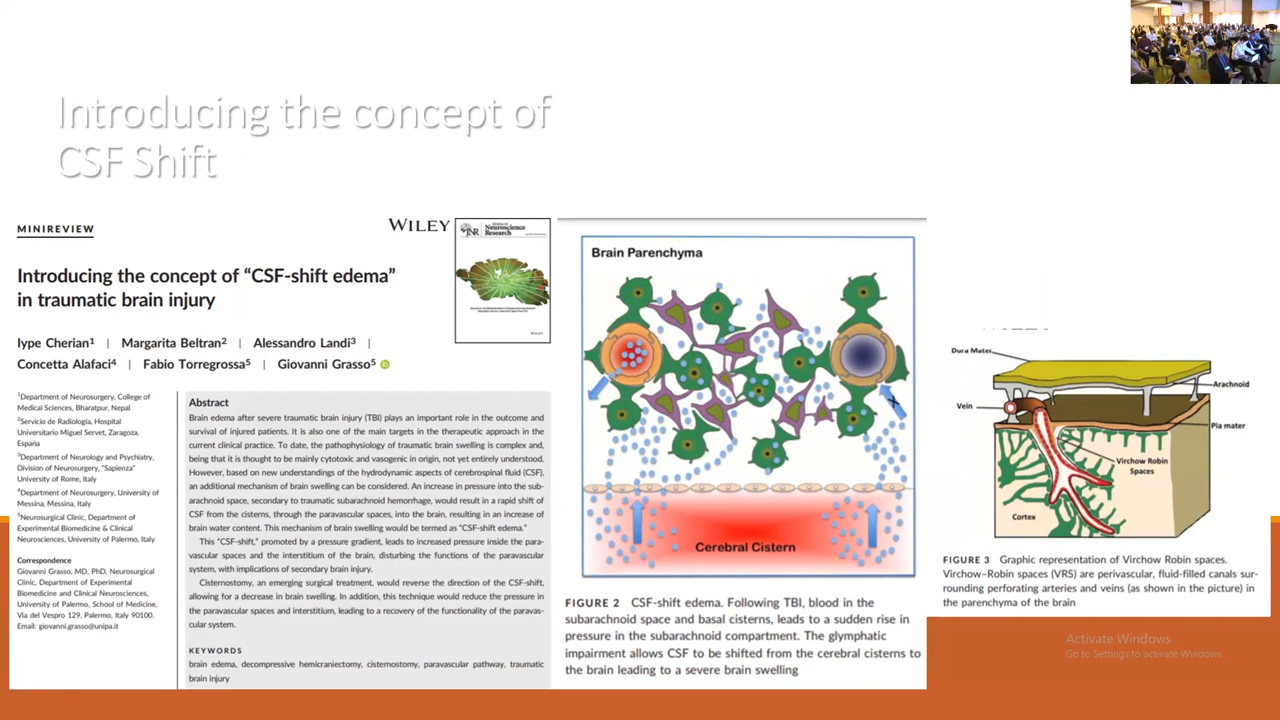 Introducing the concept of
CSF Shift
MINIREVIEW
WILEY
JNR
Neuroscience
Research
WILEY
Introducing the concept of “CSF-shift edema”
in traumatic brain injury
Iype Cherian1 | Margarita Beltran2 | Alessandro Landi3 |
Concetta Alafaci4 | Fabio Torregrossa5 | Giovanni Grasso5
1Department of Neurosurgery, College of
Medical Sciences, Bharatpur, Nepal
2Servicio de Radiología, Hospital
Universitario Miguel Servet, Zaragoza,
España
3Department of Neurology and Psychiatry,
Division of Neurosurgery, “Sapienza”
University of Rome, Italy
4Department of Neurosurgery, University of
Messina, Messina, Italy
5Neurosurgical Clinic, Department of
Experimental Biomedicine & Clinical
Neurosciences, University of Palermo, Italy
Correspondence
Giovanni Grasso, MD, PhD, Neurosurgical
Clinic, Department of Experimental
Biomedicine and Clinical Neurosciences,
University of Palermo, School of Medicine,
Via del Vespro 129, Palermo, Italy 90100.
Email: giovanni.grasso@unipa.it
Abstract
Brain edema after severe traumatic brain injury (TBI) plays an important role in the outcome and
survival of injured patients. It is also one of the main targets in the therapeutic approach in the
current clinical practice. To date, the pathophysiology of traumatic brain swelling is complex and,
being that it is thought to be mainly cytotoxic and vasogenic in origin, not yet entirely understood.
However, based on new understandings of the hydrodynamic aspects of cerebrospinal fluid (CSF),
an additional mechanism of brain swelling can be considered. An increase in pressure into the sub-
arachnoid space, secondary to traumatic subarachnoid hemorrhage, would result in a rapid shift of
CSF from the cisterns, through the paravascular spaces, into the brain, resulting in an increase of
brain water content. This mechanism of brain swelling would be termed as “CSF-shift edema.”
This “CSF-shift,” promoted by a pressure gradient, leads to increased pressure inside the para-
vascular spaces and the interstitium of the brain, disturbing the functions of the paravascular
system, with implications of secondary brain injury.
Cisternostomy, an emerging surgical treatment, would reverse the direction of the CSF-shift,
allowing for a decrease in brain swelling. In addition, this technique would reduce the pressure in
the paravascular spaces and interstitium, leading to a recovery of the functionality of the paravas-
cular system.
KEYWORDS
brain edema, decompressive hemicraniectomy, cisternostomy, paravascular pathway, traumatic
brain injury
Brain Parenchyma
Cerebral Cistern
FIGURE 2 CSF-shift edema. Following TBI, blood in the
subarachnoid space and basal cisterns, leads to a sudden rise in
pressure in the subarachnoid compartment. The glymphatic
impairment allows CSF to be shifted from the cerebral cisterns to
the brain leading to a severe brain swelling
Dura Mater
Arachnoid
Vein
Pia mater
Virchow Robin
Spaces
Cortex
FIGURE 3 Graphic representation of Virchow Robin spaces.
Virchow–Robin spaces (VRS) are perivascular, fluid-filled canals sur-
rounding perforating arteries and veins (as shown in the picture) in
the parenchyma of the brain
Activate Windows
Go to Settings to activate Windows.